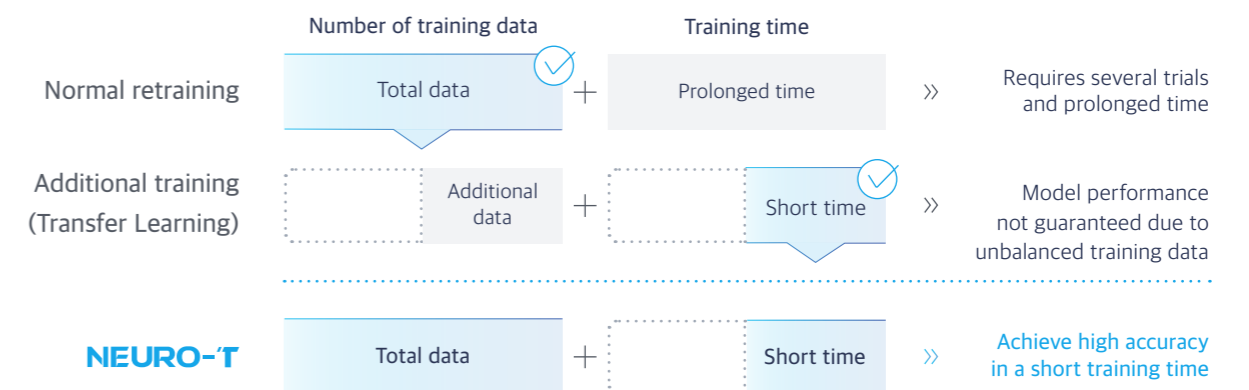 Number of training data
Training time
Normal retraining
Total data
+
Prolonged time
»
Requires several trials
and prolonged time
Additional training
(Transfer Learning)
Additional
data
+
Short time
»
Model performance
not guaranteed due to
unbalanced training data
NEURO-T
Total data
+
Short time
»
Achieve high accuracy
in a short training time